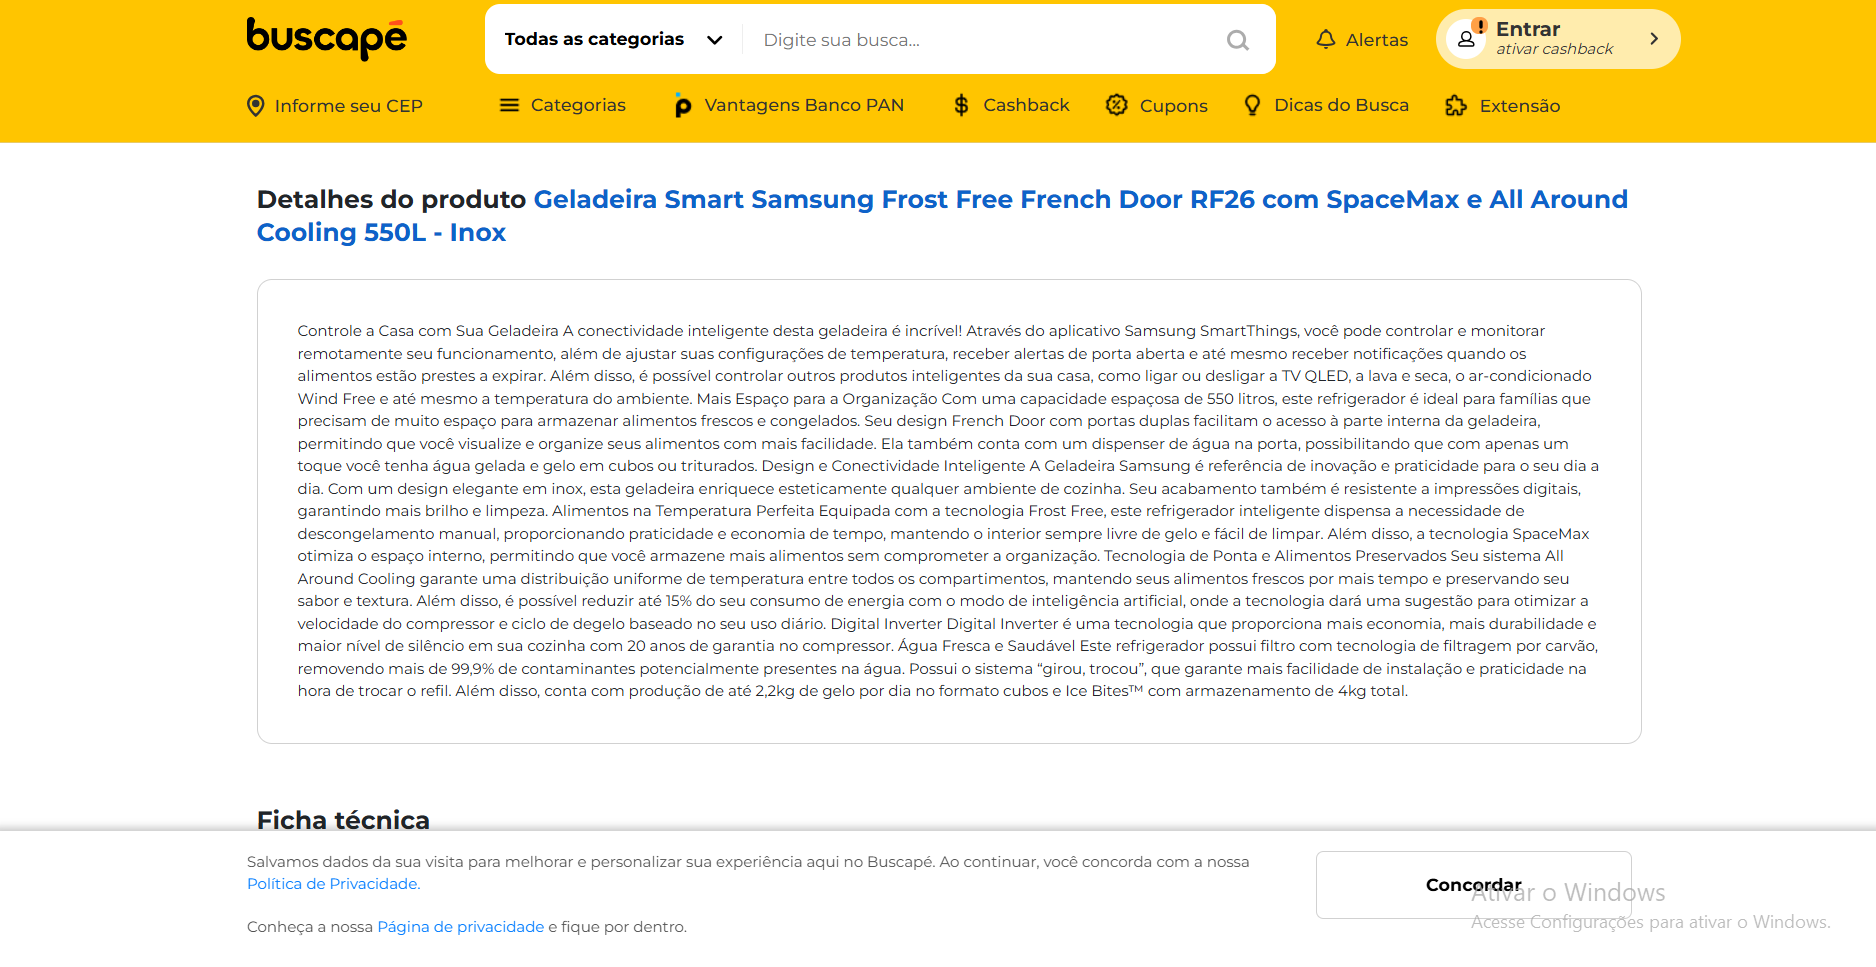 buscapé
Todas as categorias
Digite sua busca...
Alertas
Entrar
ativar cashback
Informe seu CEP
Categorias
Vantagens Banco PAN
Cashback
Cupons
Dicas do Busca
Extensão
Detalhes do produto Geladeira Smart Samsung Frost Free French Door RF26 com SpaceMax e All Around
Cooling 550L - Inox
Controle a Casa com Sua Geladeira A conectividade inteligente desta geladeira é incrível! Através do aplicativo Samsung SmartThings, você pode controlar e monitorar
remotamente seu funcionamento, além de ajustar suas configurações de temperatura, receber alertas de porta aberta e até mesmo receber notificações quando os
alimentos estão prestes a expirar. Além disso, é possível controlar outros produtos inteligentes da sua casa, como ligar ou desligar a TV QLED, a lava e seca, o ar-condicionado
Wind Free e até mesmo a temperatura do ambiente. Mais Espaço para a Organização Com uma capacidade espaçosa de 550 litros, este refrigerador é ideal para famílias que
precisam de muito espaço para armazenar alimentos frescos e congelados. Seu design French Door com portas duplas facilitam o acesso à parte interna da geladeira,
permitindo que você visualize e organize seus alimentos com mais facilidade. Ela também conta com um dispenser de água na porta, possibilitando que com apenas um
toque você tenha água gelada e gelo em cubos ou triturados. Design e Conectividade Inteligente A Geladeira Samsung é referência de inovação e praticidade para o seu dia a
dia. Com um design elegante em inox, esta geladeira enriquece esteticamente qualquer ambiente de cozinha. Seu acabamento também é resistente a impressões digitais,
garantindo mais brilho e limpeza. Alimentos na Temperatura Perfeita Equipada com a tecnologia Frost Free, este refrigerador inteligente dispensa a necessidade de
descongelamento manual, proporcionando praticidade e economia de tempo, mantendo o interior sempre livre de gelo e fácil de limpar. Além disso, a tecnologia SpaceMax
otimiza o espaço interno, permitindo que você armazene mais alimentos sem comprometer a organização. Tecnologia de Ponta e Alimentos Preservados Seu sistema All
Around Cooling garante uma distribuição uniforme de temperatura entre todos os compartimentos, mantendo seus alimentos frescos por mais tempo e preservando seu
sabor e textura. Além disso, é possível reduzir até 15% do seu consumo de energia com o modo de inteligência artificial, onde a tecnologia dará uma sugestão para otimizar a
velocidade do compressor e ciclo de degelo baseado no seu uso diário. Digital Inverter Digital Inverter é uma tecnologia que proporciona mais economia, mais durabilidade e
maior nível de silêncio em sua cozinha com 20 anos de garantia no compressor. Água Fresca e Saudável Este refrigerador possui filtro com tecnologia de filtragem por carvão,
removendo mais de 99,9% de contaminantes potencialmente presentes na água. Possui o sistema “girou, trocou”, que garante mais facilidade de instalação e praticidade na
hora de trocar o refil. Além disso, conta com produção de até 2,2kg de gelo por dia no formato cubos e Ice Bites™ com armazenamento de 4kg total.
Ficha técnica
Salvamos dados da sua visita para melhorar e personalizar sua experiência aqui no Buscapé. Ao continuar, você concorda com a nossa
Política de Privacidade.
Conheça a nossa Página de privacidade e fique por dentro.
Concordar
Ativar o Windows
Acesse Configurações para ativar o Windows.